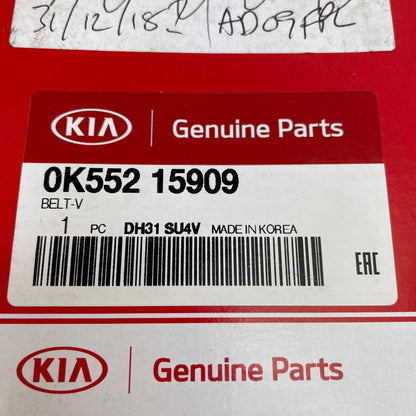 31/12/18
AD09FPL
KIA Genuine Parts
0K552 15909
BELT-V
1 PC DH31 SU4V MADE IN KOREA
EAC
KIA Genuine Parts